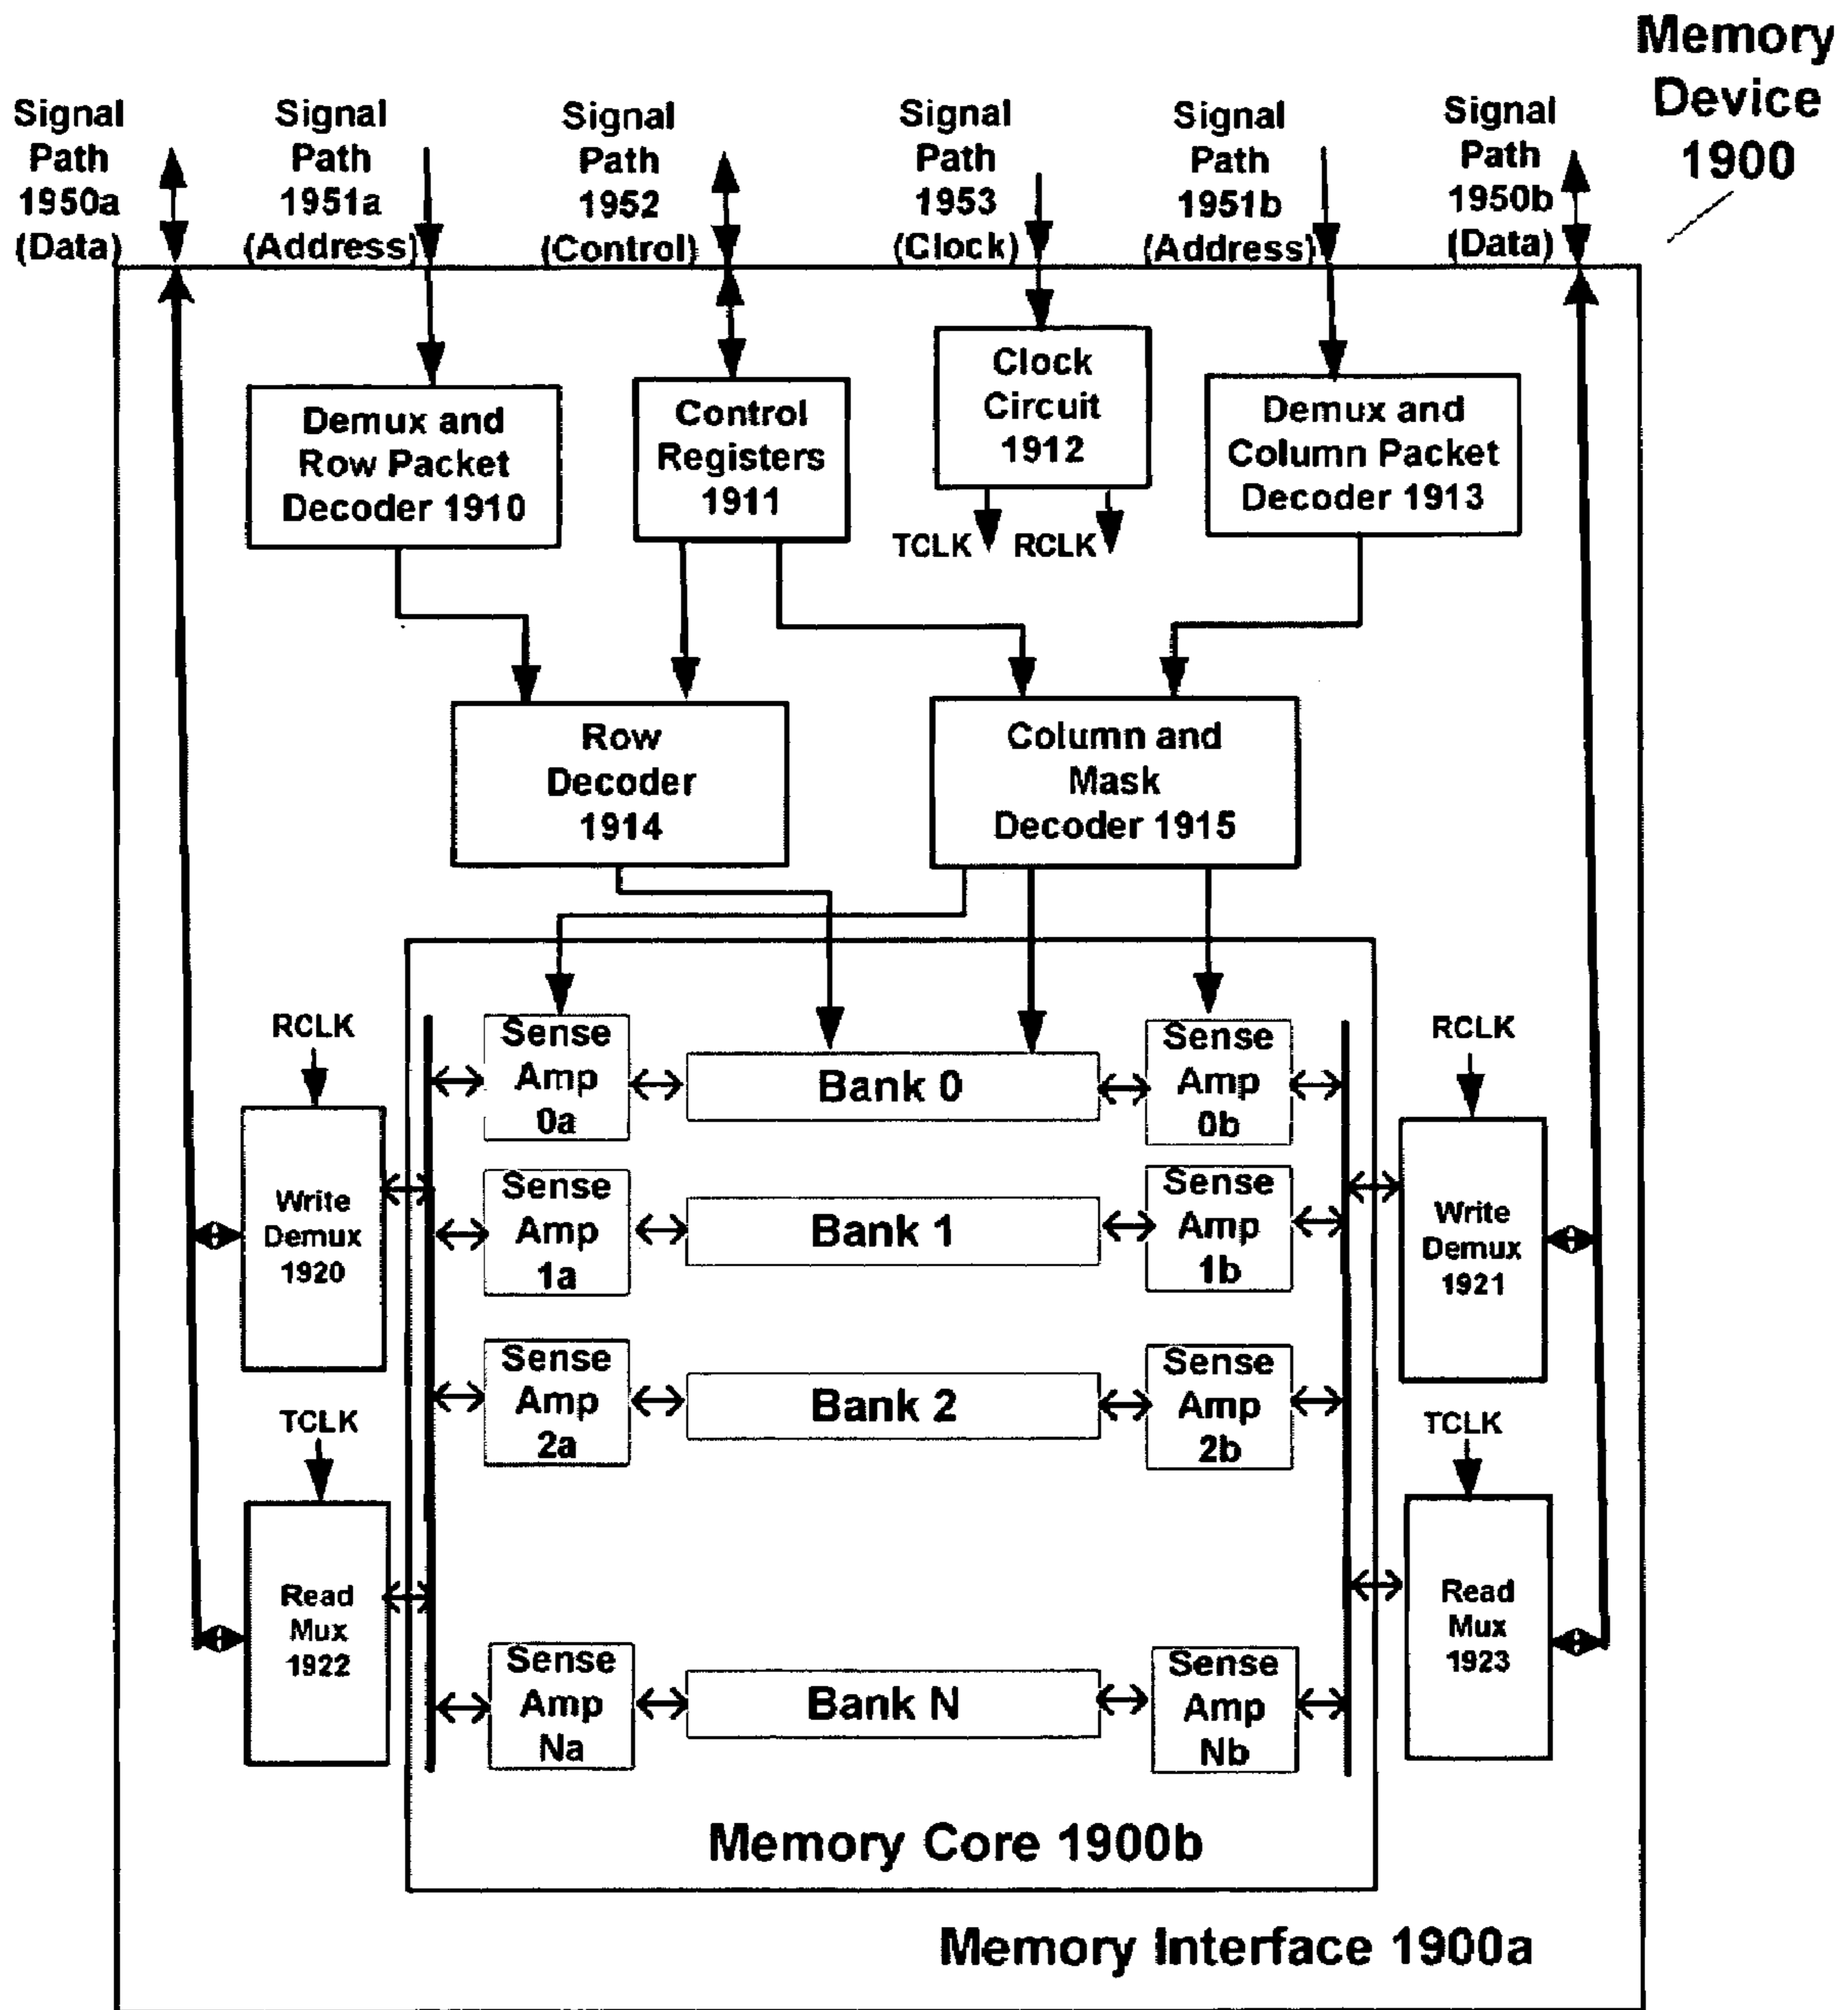 Memory
Device
1900
Signal
Path
1950a
(Data)
Signal
Path
1951a
(Address)
Signal
Path
1952
(Control)
Signal
Path
1953
(Clock)
Signal
Path
1951b
(Address)
Signal
Path
1950b
(Data)
Demux and
Row Packet
Decoder 1910
Control
Registers
1911
Clock
Circuit
1912
Demux and
Column Packet
Decoder 1913
TCLK
RCLK
Row
Decoder
1914
Column and
Mask
Decoder 1915
RCLK
Sense
Amp
0a
Bank 0
Sense
Amp
0b
RCLK
Write
Demux
1920
Sense
Amp
1a
Bank 1
Sense
Amp
1b
Write
Demux
1921
Sense
Amp
2a
Bank 2
Sense
Amp
2b
TCLK
TCLK
Read
Mux
1922
Sense
Amp
Na
Bank N
Sense
Amp
Nb
Read
Mux
1923
Memory Core 1900b
Memory Interface 1900a